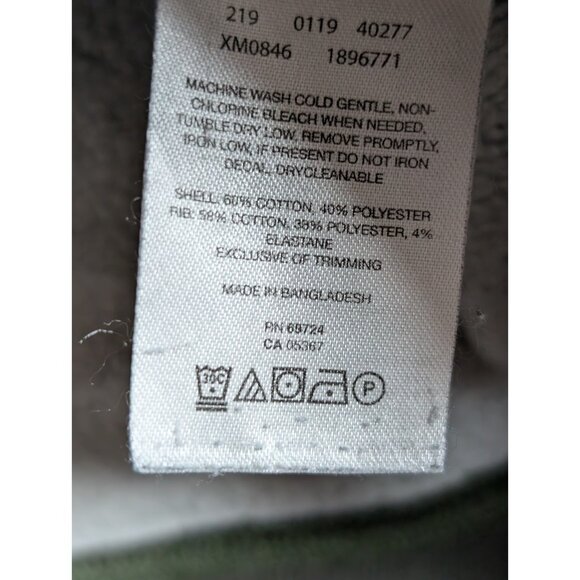 219 0119 40277
XM0846 1896771
MACHINE WASH COLD GENTLE, NON-
CHLORINE BLEACH WHEN NEEDED,
TUMBLE DRY LOW. REMOVE PROMPTLY,
IRON LOW, IF PRESENT DO NOT IRON
DECAL, DRYCLEANABLE
SHELL: 60% COTTON, 40% POLYESTER
RIB: 58% COTTON, 38% POLYESTER, 4%
ELASTANE
EXCLUSIVE OF TRIMMING
MADE IN BANGLADESH
RN 69724
CA 05367
30C P